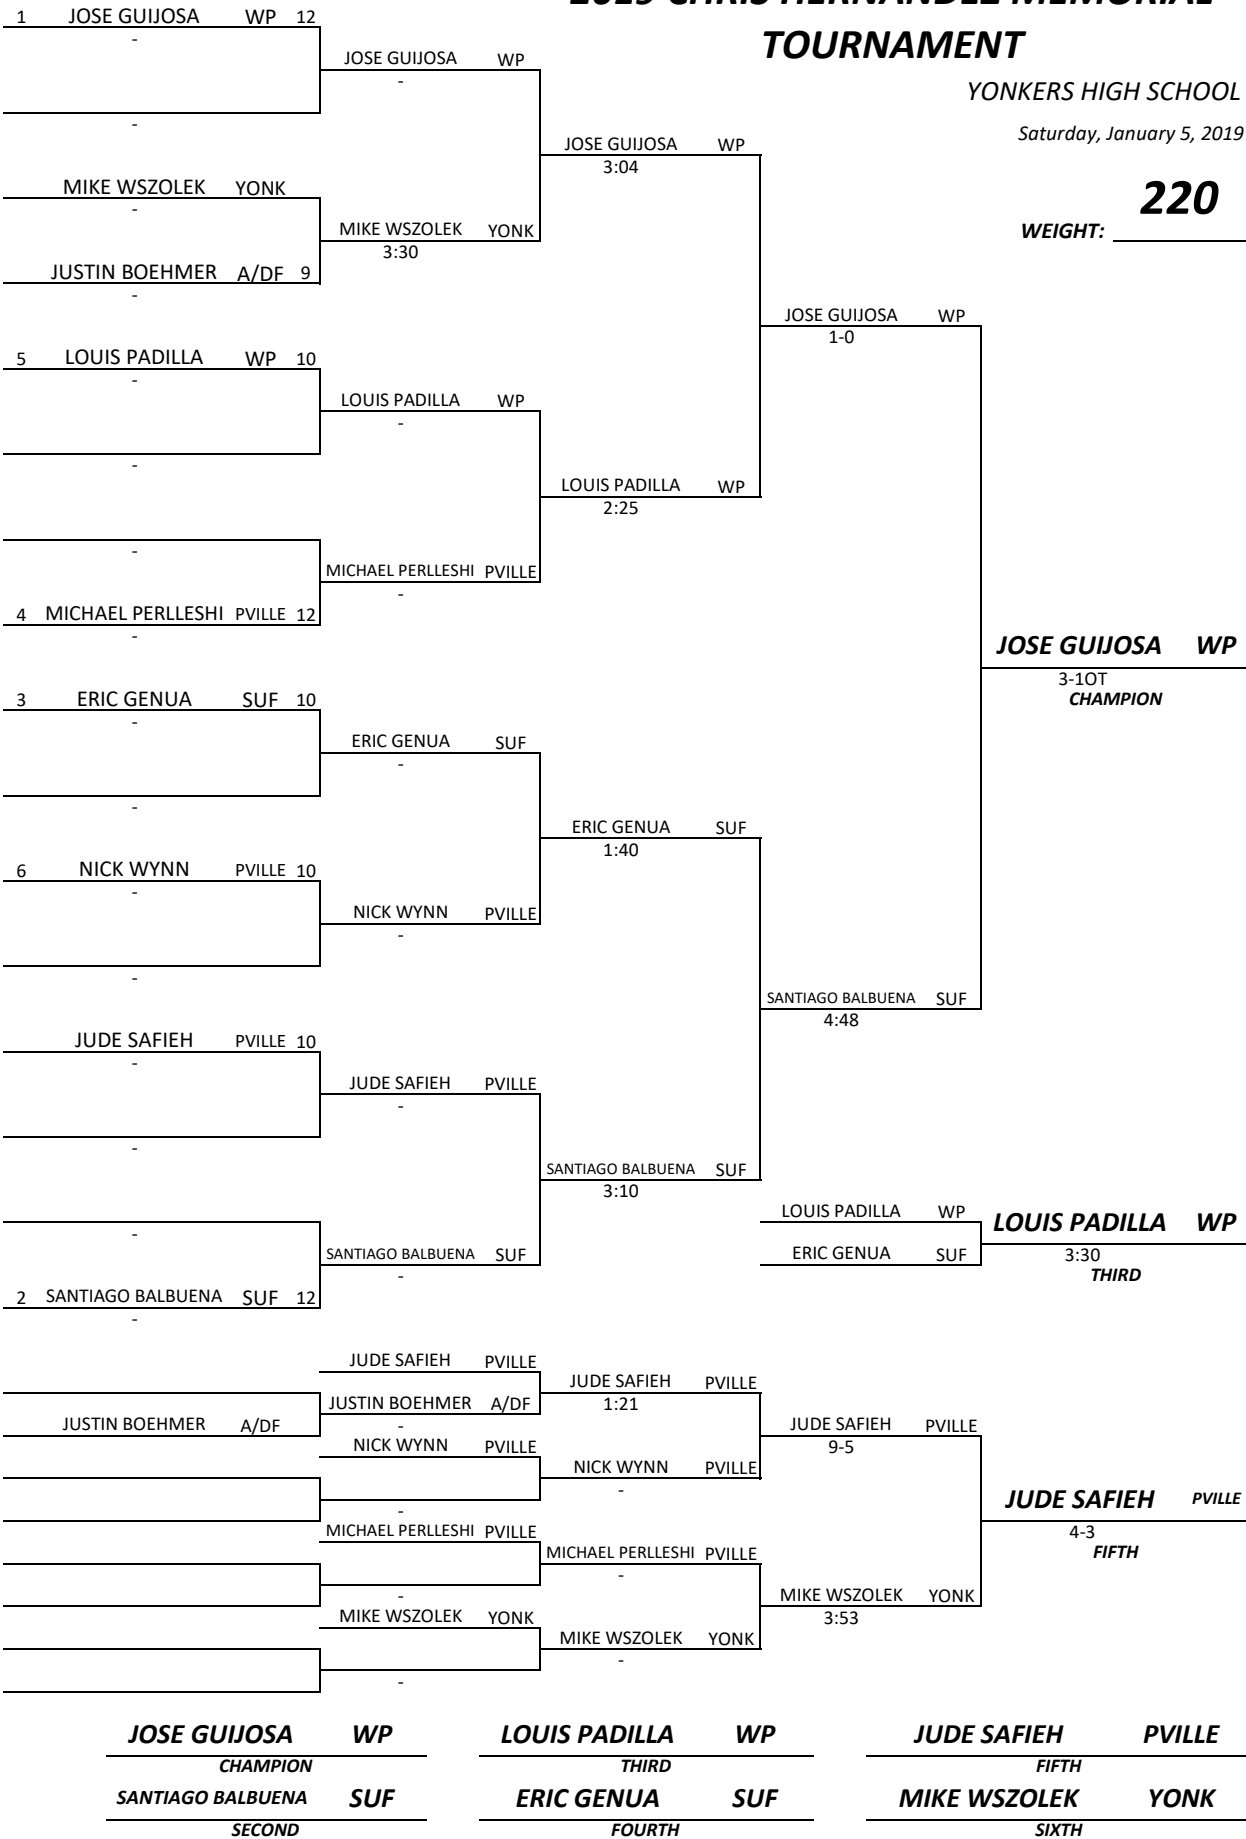 2019 CHRIS HERNANDEZ MEMORIAL
TOURNAMENT
YONKERS HIGH SCHOOL
Saturday, January 5, 2019
220
WEIGHT:
1 JOSE GUIJOSA WP 12
-
JOSE GUIJOSA WP
-
-
JOSE GUIJOSA WP
3:04
MIKE WSZOLEK YONK
-
MIKE WSZOLEK YONK
3:30
JUSTIN BOEHMER A/DF 9
-
JOSE GUIJOSA WP
1-0
5 LOUIS PADILLA WP 10
-
LOUIS PADILLA WP
-
-
LOUIS PADILLA WP
2:25
-
MICHAEL PERLLESHI PVILLE
-
4 MICHAEL PERLLESHI PVILLE 12
-
JOSE GUIJOSA WP
3-1OT
CHAMPION
3 ERIC GENUA SUF 10
-
ERIC GENUA SUF
-
-
ERIC GENUA SUF
1:40
6 NICK WYNN PVILLE 10
-
NICK WYNN PVILLE
-
-
SANTIAGO BALBUENA SUF
4:48
JUDE SAFIEH PVILLE 10
-
JUDE SAFIEH PVILLE
-
-
SANTIAGO BALBUENA SUF
3:10
-
SANTIAGO BALBUENA SUF
-
2 SANTIAGO BALBUENA SUF 12
-
LOUIS PADILLA WP
ERIC GENUA SUF
LOUIS PADILLA WP
3:30
THIRD
JUDE SAFIEH PVILLE
JUSTIN BOEHMER A/DF
JUSTIN BOEHMER A/DF
-
JUDE SAFIEH PVILLE
1:21
NICK WYNN PVILLE
-
NICK WYNN PVILLE
-
JUDE SAFIEH PVILLE
9-5
MICHAEL PERLLESHI PVILLE
-
MICHAEL PERLLESHI PVILLE
-
MIKE WSZOLEK YONK
-
MIKE WSZOLEK YONK
-
MIKE WSZOLEK YONK
3:53
JUDE SAFIEH PVILLE
4-3
FIFTH
JOSE GUIJOSA WP LOUIS PADILLA WP JUDE SAFIEH PVILLE
CHAMPION THIRD FIFTH
SANTIAGO BALBUENA SUF ERIC GENUA SUF MIKE WSZOLEK YONK
SECOND FOURTH SIXTH